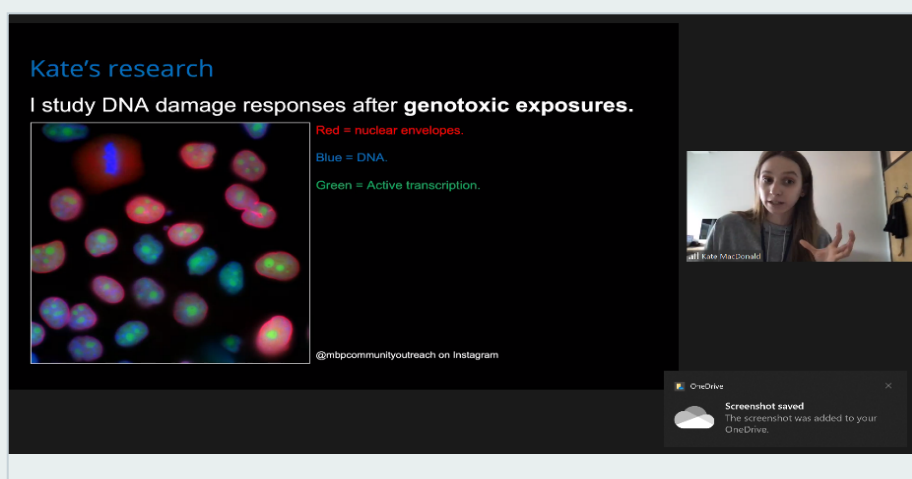 Kate's research
I study DNA damage responses after genotoxic exposures.
Red = nuclear envelopes.
Blue = DNA.
Green = Active transcription.
@mbpcommunityoutreach on Instagram
Kate MacDonald
OneDrive
Screenshot saved
The screenshot was added to your
OneDrive.